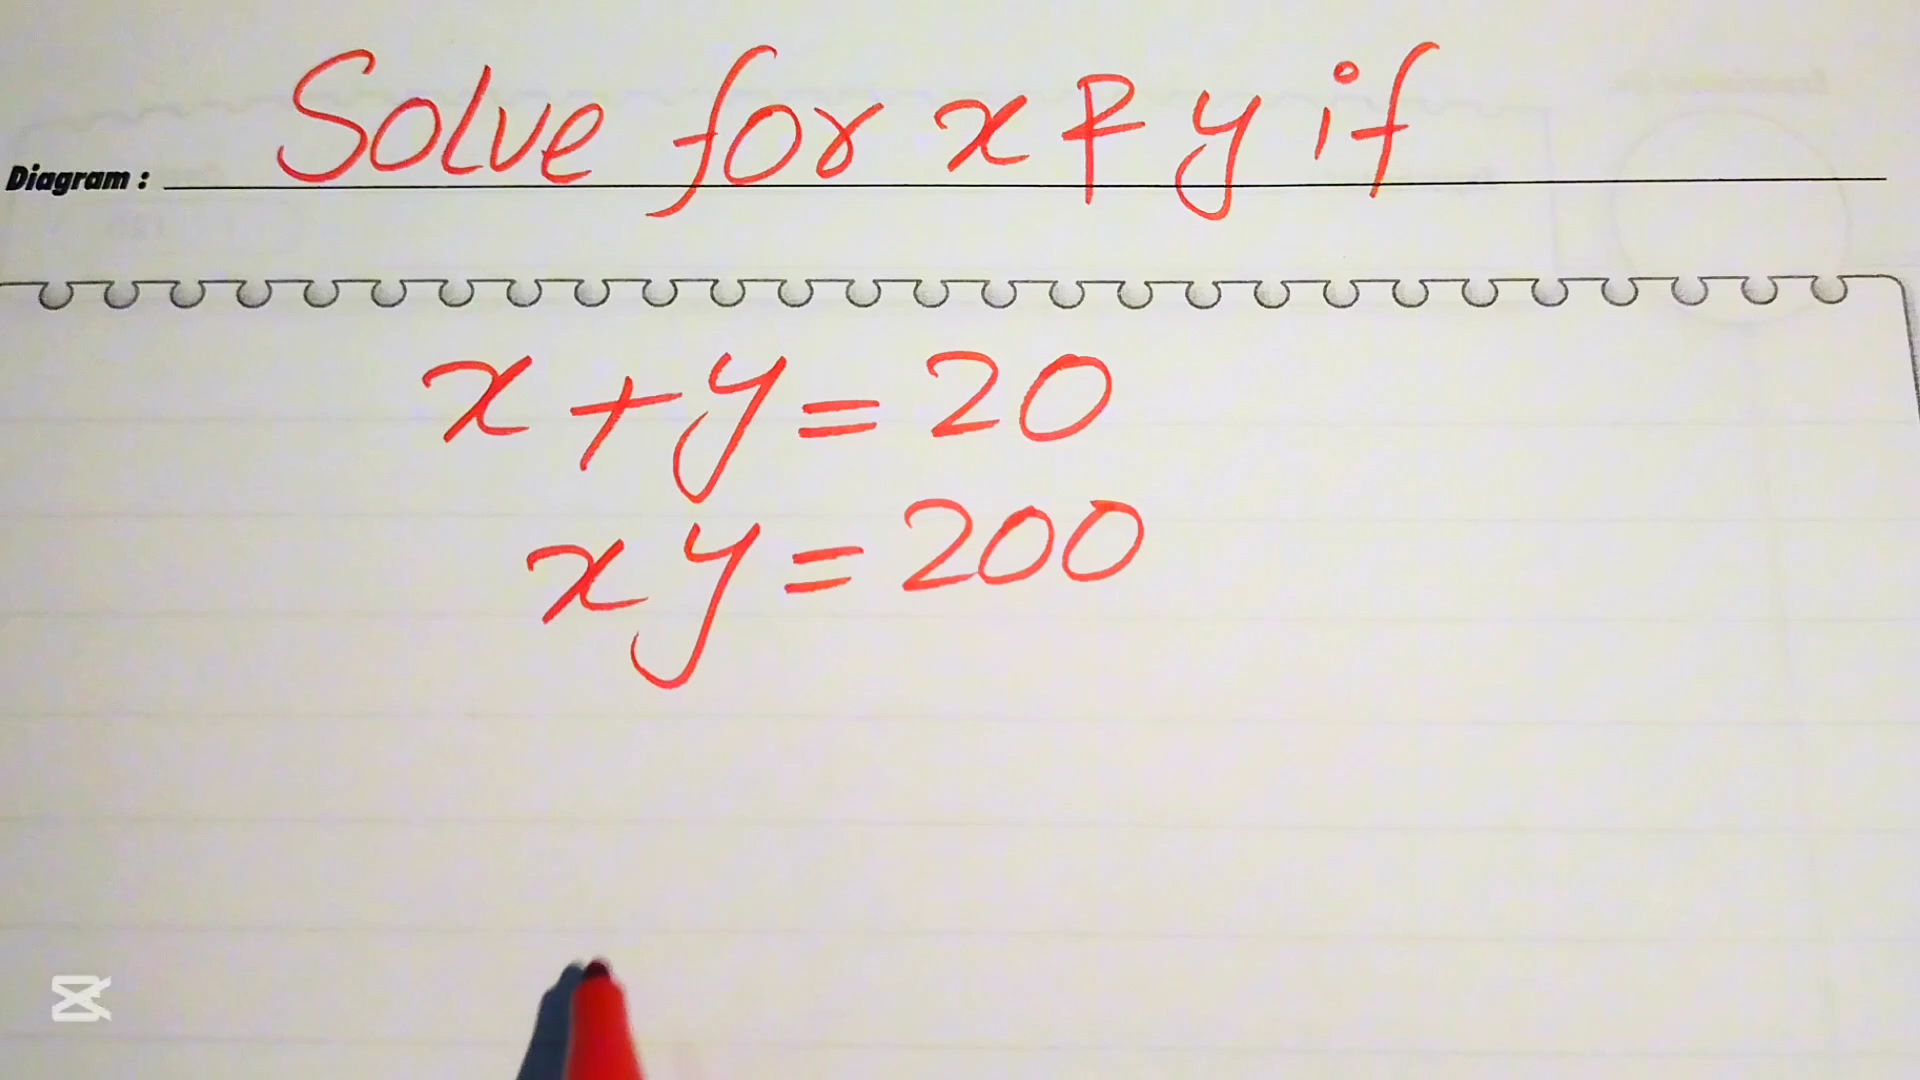 Solve for x & y if
Diagram :
x + y = 20
xy = 200